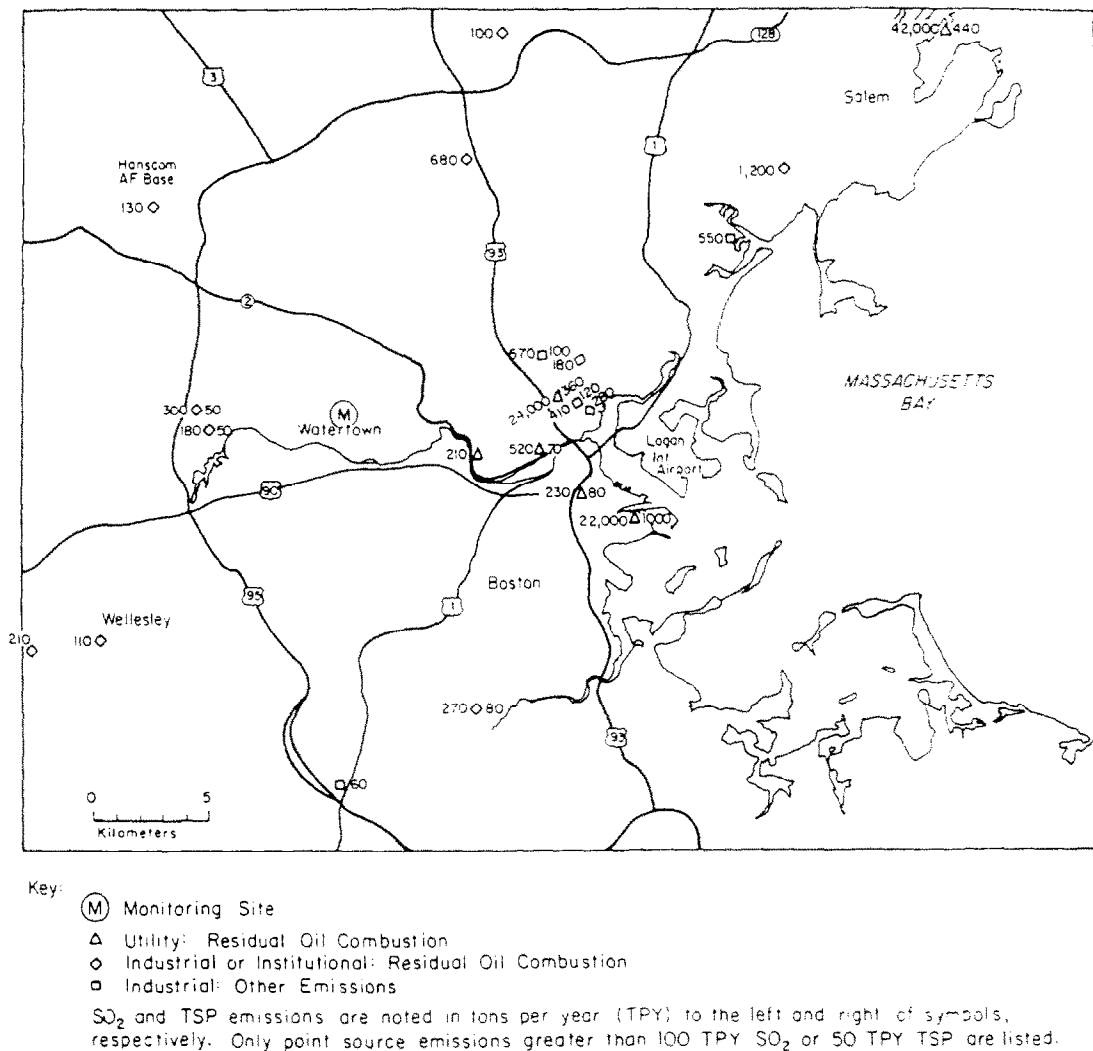 42,000 440
100
128
3
Salem
1
680
1,200
Hanscom
AF Base
130
550
93
2
670 100
180
MASSACHUSETTS
BAY
360
24,000 120
410
300 50
M
180 50
Watertown
Logan
Int
Airport
210
520 70
90
230 80
22,000 1000
Boston
95
1
Wellesley
210
110
270 80
93
60
0 5
Kilometers
Key:
M Monitoring Site
Utility: Residual Oil Combustion
Industrial or Institutional: Residual Oil Combustion
Industrial: Other Emissions
SO2 and TSP emissions are noted in tons per year (TPY) to the left and right of symbols,
respectively. Only point source emissions greater than 100 TPY SO2 or 50 TPY TSP are listed.